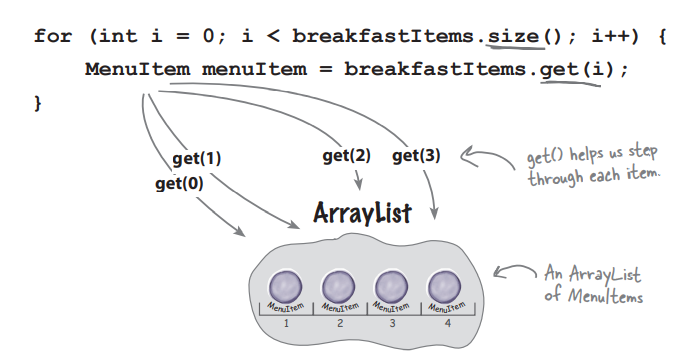 for (int i = 0; i < breakfastItems.size(); i++) {
MenuItem menuItem = breakfastItems.get(i);
}
get(1)
get(0)
get(2)
get(3)
get() helps us step
through each item.
ArrayList
An ArrayList
of MenuItems
MenuItem
MenuItem
MenuItem
MenuItem
1
2
3
4